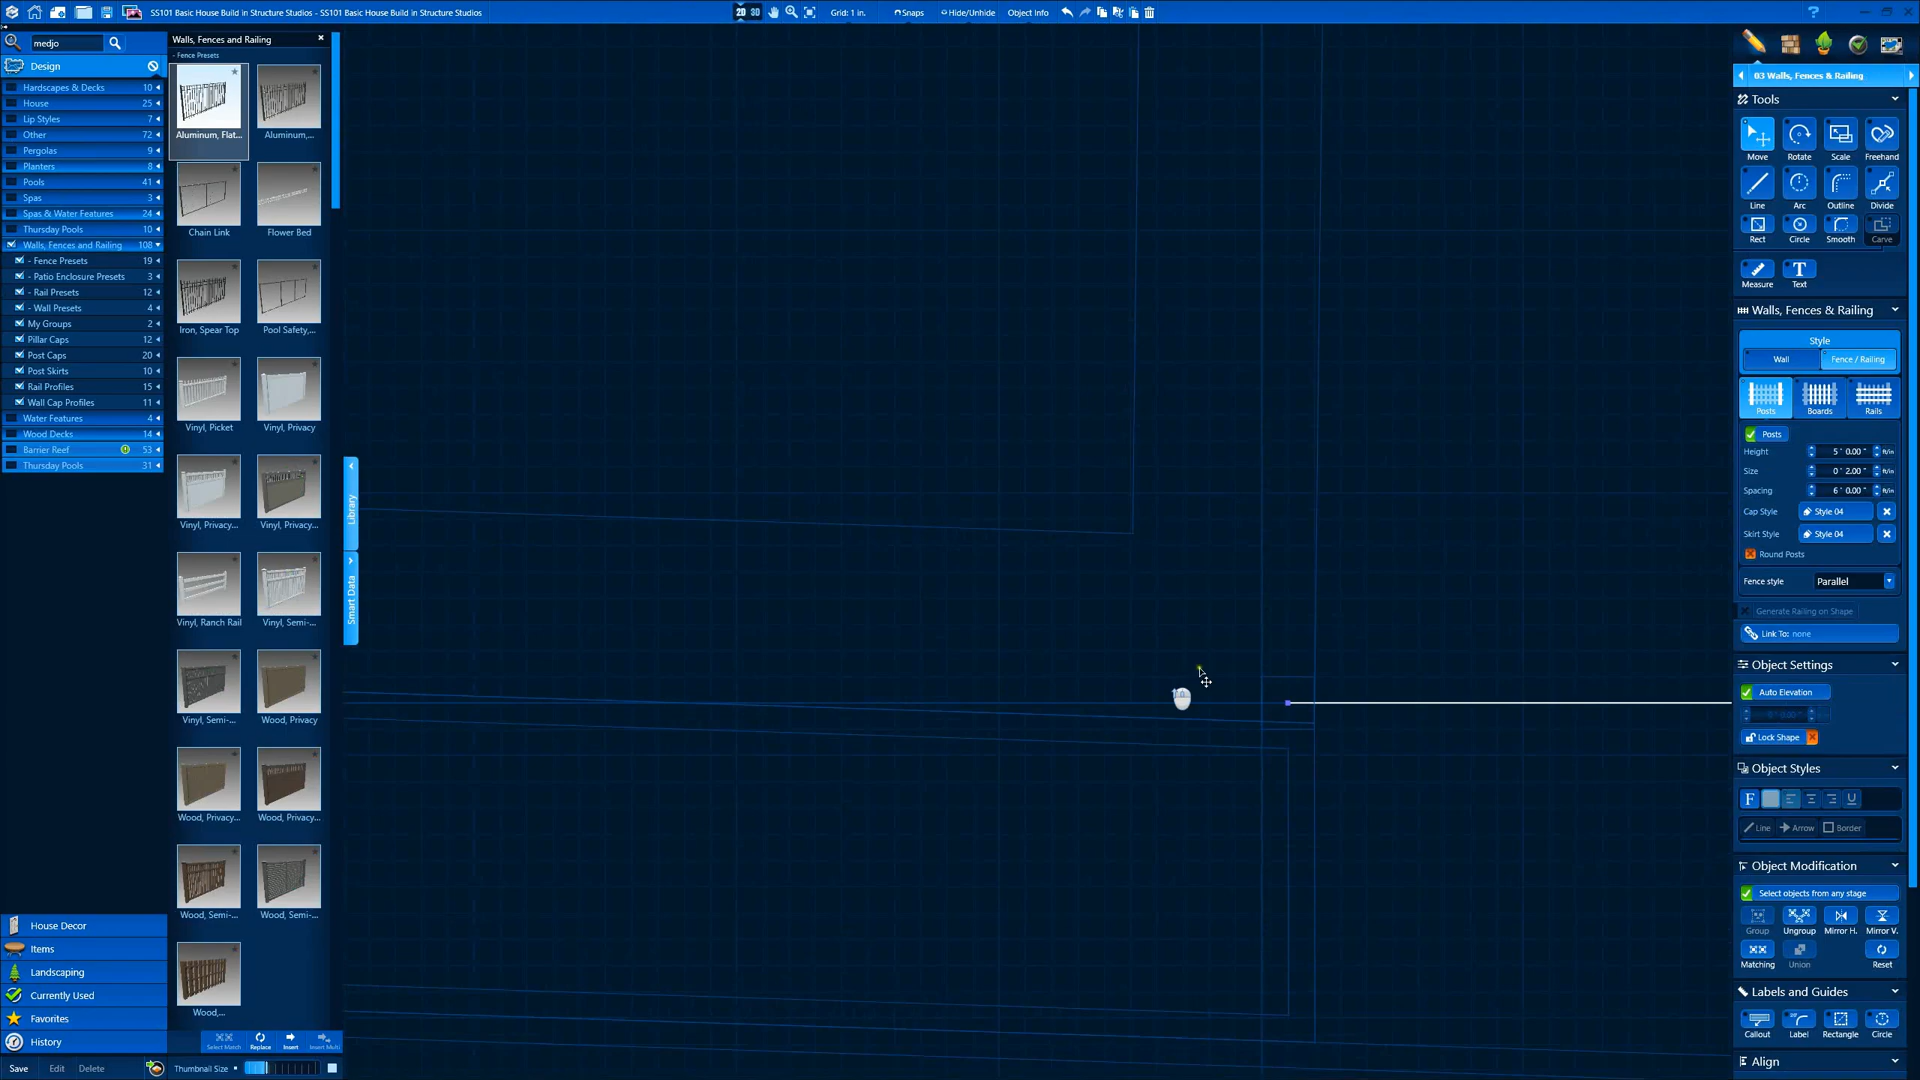 SS101 Basic House Build in Structure Studios - SS101 Basic House Build in Structure Studios
2D 3D
Grid: 1 in.
Snaps
Hide/Unhide
Object Info
?
medjo
Design
Hardscapes & Decks 10
House 25
Lip Styles 7
Other 72
Pergolas 9
Planters 8
Pools 41
Spas 3
Spas & Water Features 24
Thursday Pools 10
Walls, Fences and Railing 108
- Fence Presets 19
- Patio Enclosure Presets 3
- Rail Presets 12
- Wall Presets 4
My Groups 2
Pillar Caps 12
Post Caps 20
Post Skirts 10
Rail Profiles 15
Wall Cap Profiles 11
Water Features 4
Wood Decks 14
Barrier Reef 53
Thursday Pools 31
House Decor
Items
Landscaping
Currently Used
Favorites
History
Save Edit Delete
Walls, Fences and Railing
- Fence Presets
Aluminum, Flat... Aluminum,...
Chain Link Flower Bed
Iron, Spear Top Pool Safety,...
Vinyl, Picket Vinyl, Privacy
Vinyl, Privacy... Vinyl, Privacy...
Vinyl, Ranch Rail Vinyl, Semi-...
Vinyl, Semi-... Wood, Privacy
Wood, Privacy... Wood, Privacy...
Wood, Semi-... Wood, Semi-...
Wood,...
Select Match Replace Insert Insert Multi
Thumbnail Size
Library
Smart Data
03 Walls, Fences & Railing
Tools
Move Rotate Scale Freehand
Line Arc Outline Divide
Rect Circle Smooth Carve
Measure Text
Walls, Fences & Railing
Style
Wall Fence / Railing
Posts Boards Rails
Posts
Height 5 ' 0.00 " ft/in
Size 0 ' 2.00 " ft/in
Spacing 6 ' 0.00 " ft/in
Cap Style Style 04
Skirt Style Style 04
Round Posts
Fence style Parallel
Generate Railing on Shape
Link To: none
Object Settings
Auto Elevation
Lock Shape
Object Styles
F U
Line Arrow Border
Object Modification
Select objects from any stage
Group Ungroup Mirror H. Mirror V.
Matching Union Reset
Labels and Guides
Callout Label Rectangle Circle
Align